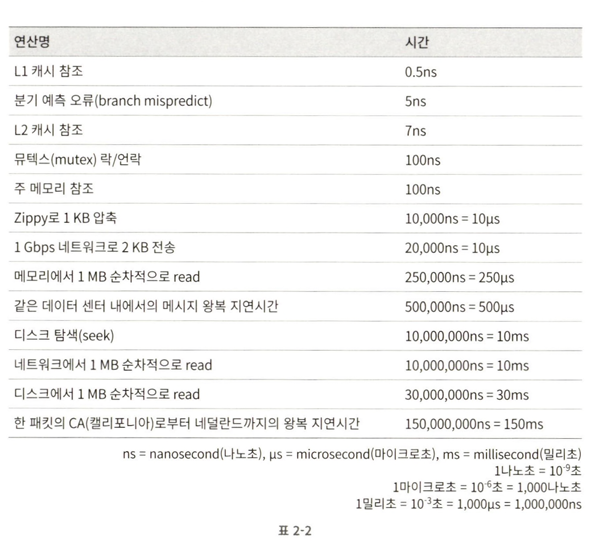 연산명 시간
L1 캐시 참조 0.5ns
분기 예측 오류(branch mispredict) 5ns
L2 캐시 참조 7ns
뮤텍스(mutex) 락/언락 100ns
주 메모리 참조 100ns
Zippy로 1 KB 압축 10,000ns = 10μs
1 Gbps 네트워크로 2 KB 전송 20,000ns = 10μs
메모리에서 1 MB 순차적으로 read 250,000ns = 250μs
같은 데이터 센터 내에서의 메시지 왕복 지연시간 500,000ns = 500μs
디스크 탐색(seek) 10,000,000ns = 10ms
네트워크에서 1 MB 순차적으로 read 10,000,000ns = 10ms
디스크에서 1 MB 순차적으로 read 30,000,000ns = 30ms
한 패킷의 CA(캘리포니아)로부터 네덜란드까지의 왕복 지연시간 150,000,000ns = 150ms
ns = nanosecond(나노초), μs = microsecond(마이크로초), ms = millisecond(밀리초)
1나노초 = 10⁻⁹초
1마이크로초 = 10⁻⁶초 = 1,000나노초
1밀리초 = 10⁻³초 = 1,000μs = 1,000,000ns
표 2-2